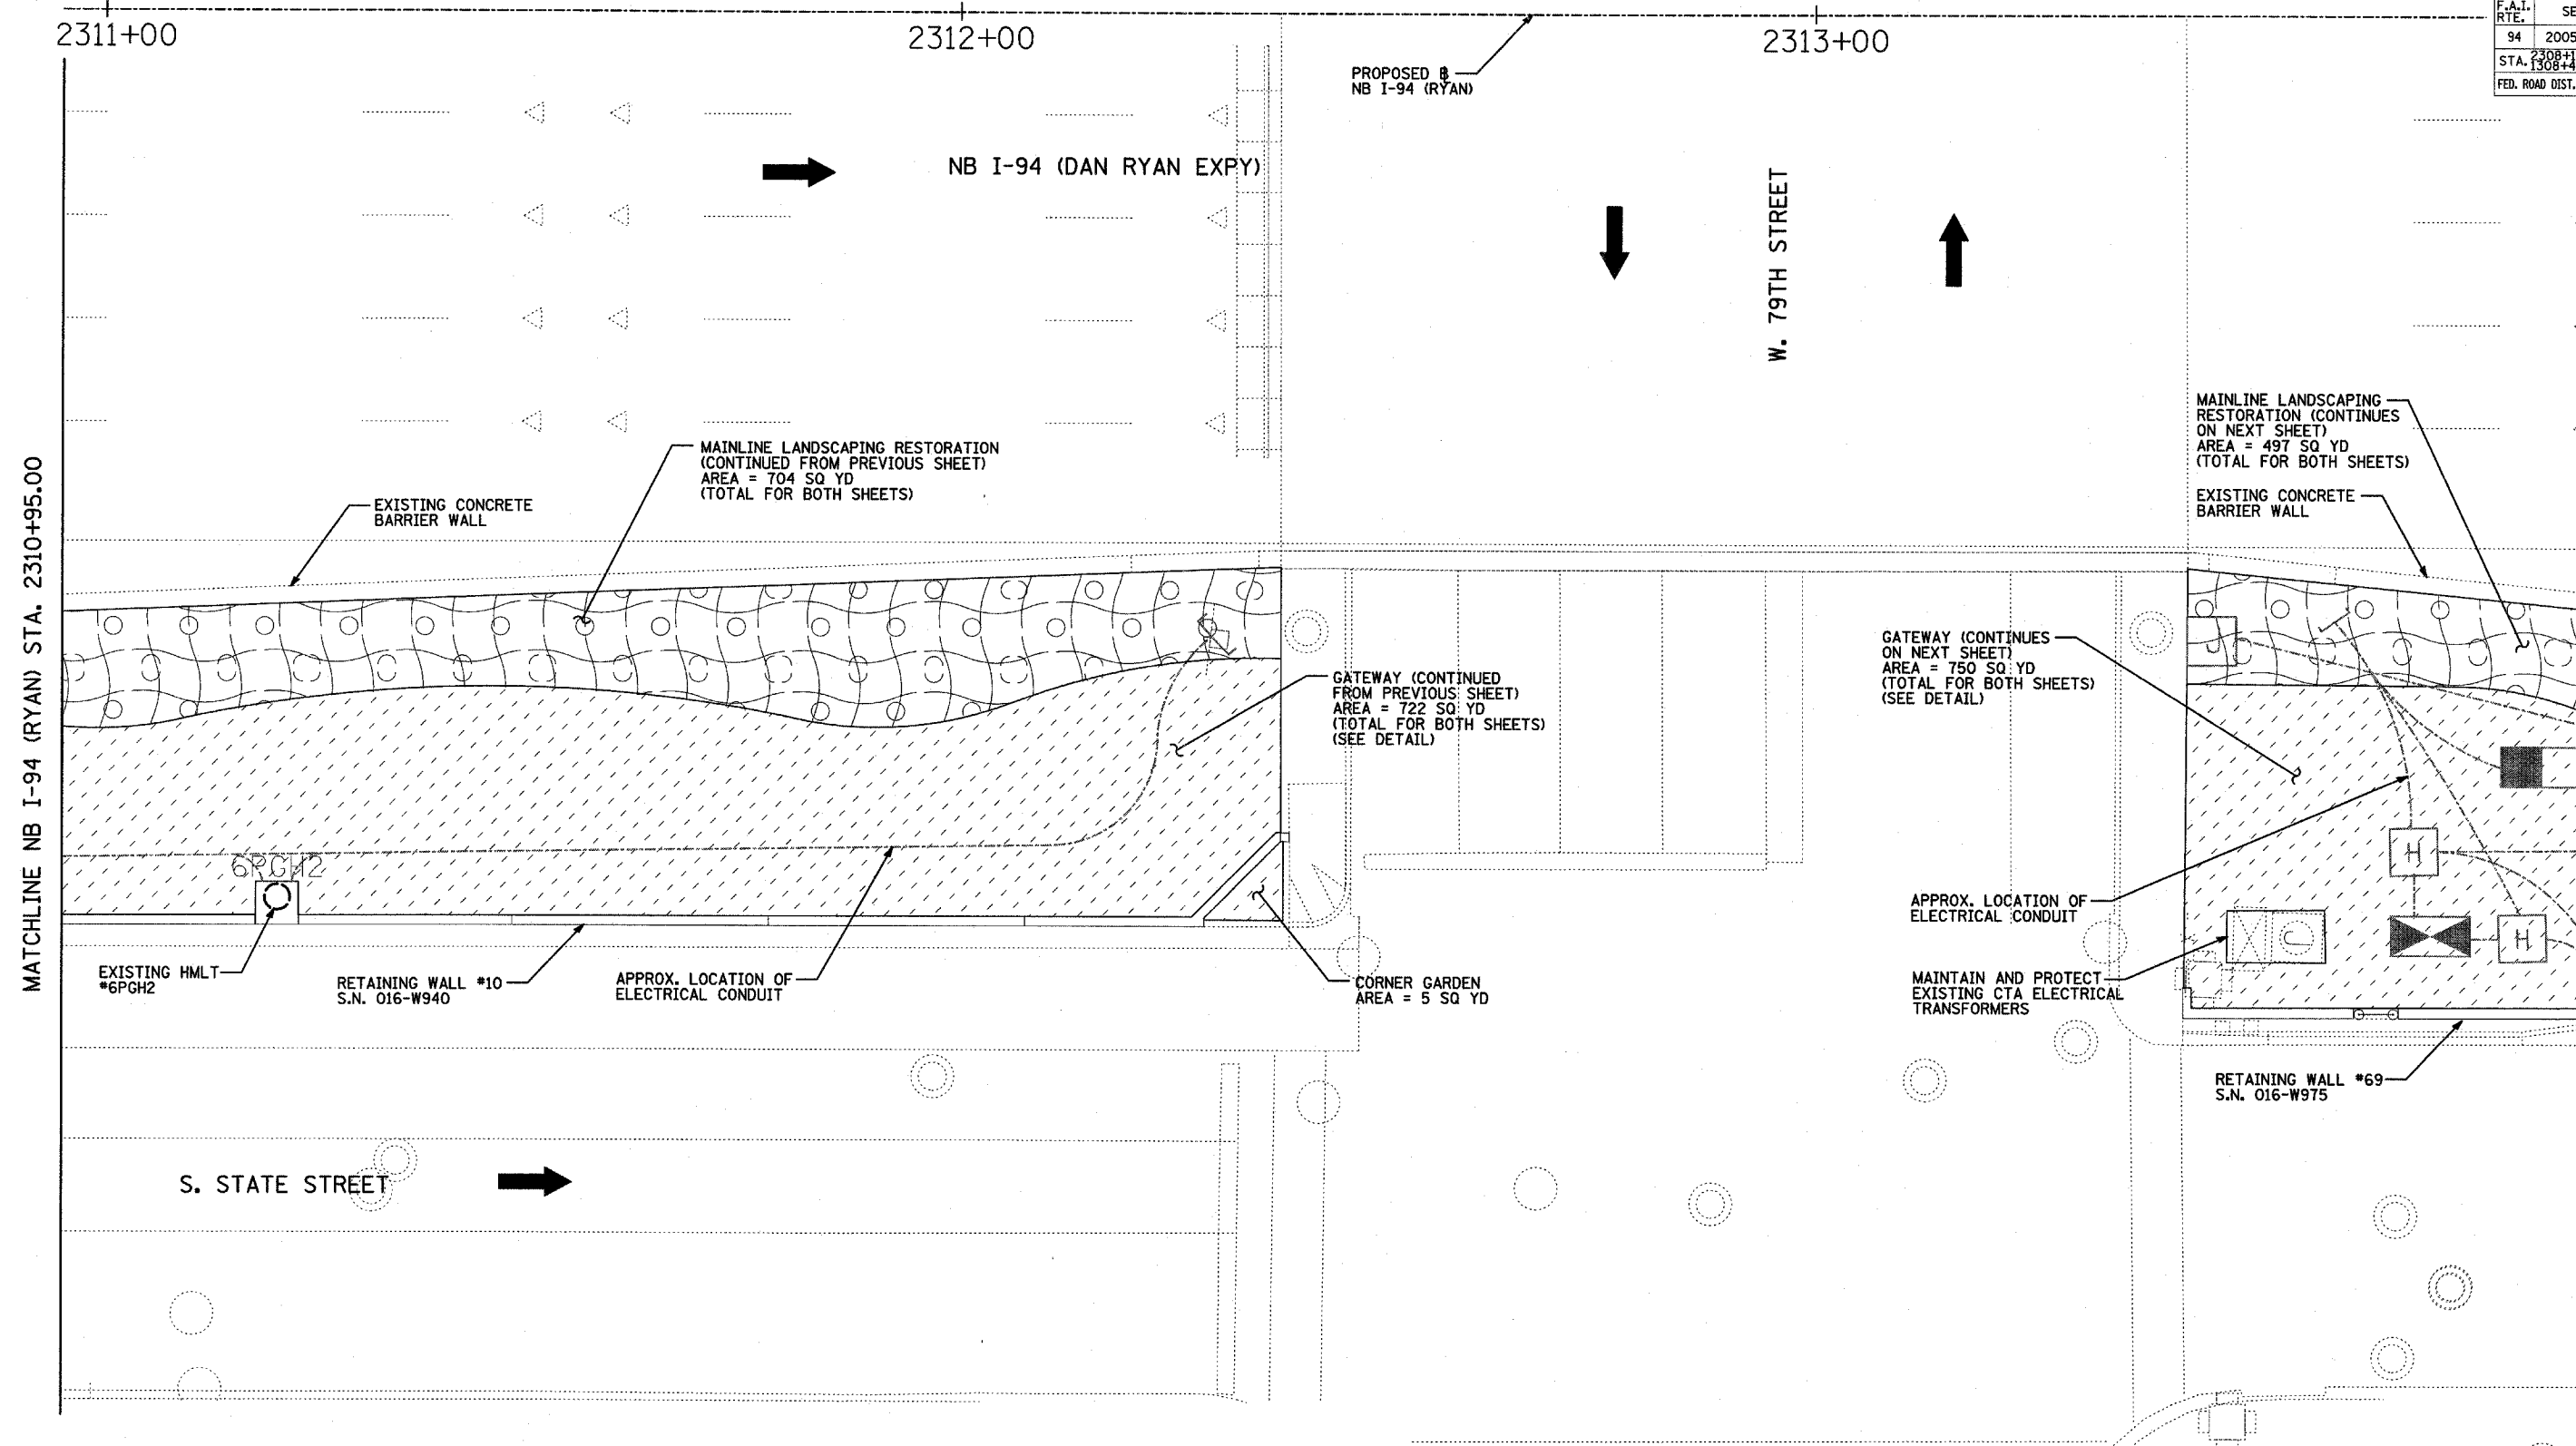 2311+00
2312+00
2313+00
F.A.I.
RTE.
SE
94
2005
STA.
2308+1
1308+4
FED. ROAD DIST.
PROPOSED ℄
NB I-94 (RYAN)
NB I-94 (DAN RYAN EXPY)
W. 79TH STREET
MATCHLINE NB I-94 (RYAN) STA. 2310+95.00
MAINLINE LANDSCAPING RESTORATION
(CONTINUED FROM PREVIOUS SHEET)
AREA = 704 SQ YD
(TOTAL FOR BOTH SHEETS)
EXISTING CONCRETE
BARRIER WALL
MAINLINE LANDSCAPING
RESTORATION (CONTINUES
ON NEXT SHEET)
AREA = 497 SQ YD
(TOTAL FOR BOTH SHEETS)
EXISTING CONCRETE
BARRIER WALL
GATEWAY (CONTINUED
FROM PREVIOUS SHEET)
AREA = 722 SQ YD
(TOTAL FOR BOTH SHEETS)
(SEE DETAIL)
GATEWAY (CONTINUES
ON NEXT SHEET)
AREA = 750 SQ YD
(TOTAL FOR BOTH SHEETS)
(SEE DETAIL)
6PGH2
H
H
J
J
EXISTING HMLT
#6PGH2
RETAINING WALL #10
S.N. 016-W940
APPROX. LOCATION OF
ELECTRICAL CONDUIT
CORNER GARDEN
AREA = 5 SQ YD
APPROX. LOCATION OF
ELECTRICAL CONDUIT
MAINTAIN AND PROTECT
EXISTING CTA ELECTRICAL
TRANSFORMERS
RETAINING WALL #69
S.N. 016-W975
S. STATE STREET